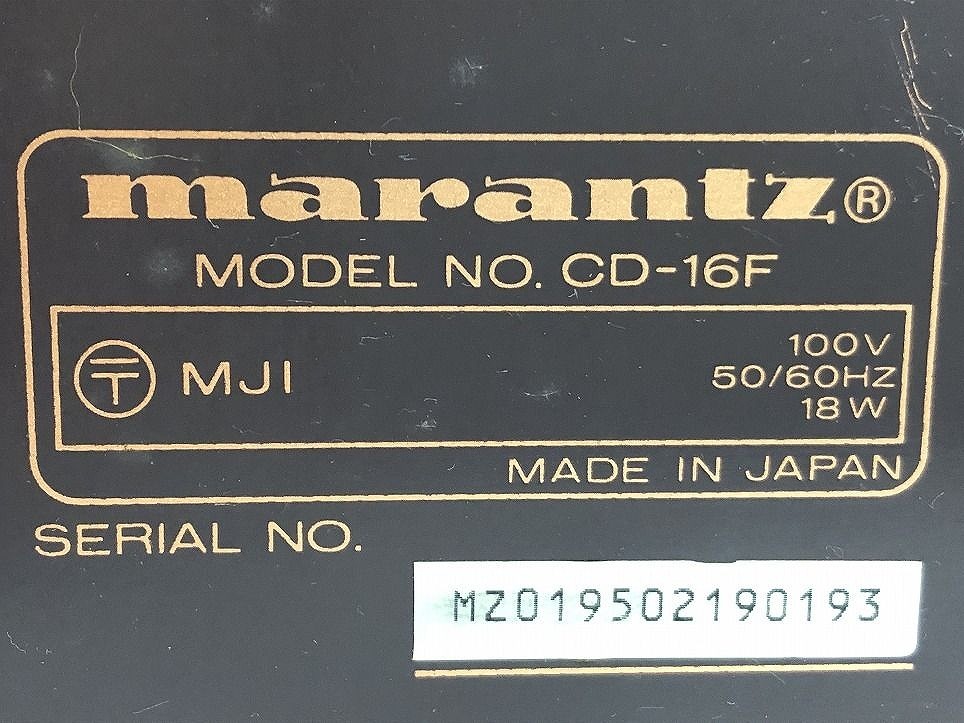 marantz®
MODEL NO. CD-16F
〒 MJI
100V
50/60HZ
18W
MADE IN JAPAN
SERIAL NO.
MZ019502190193